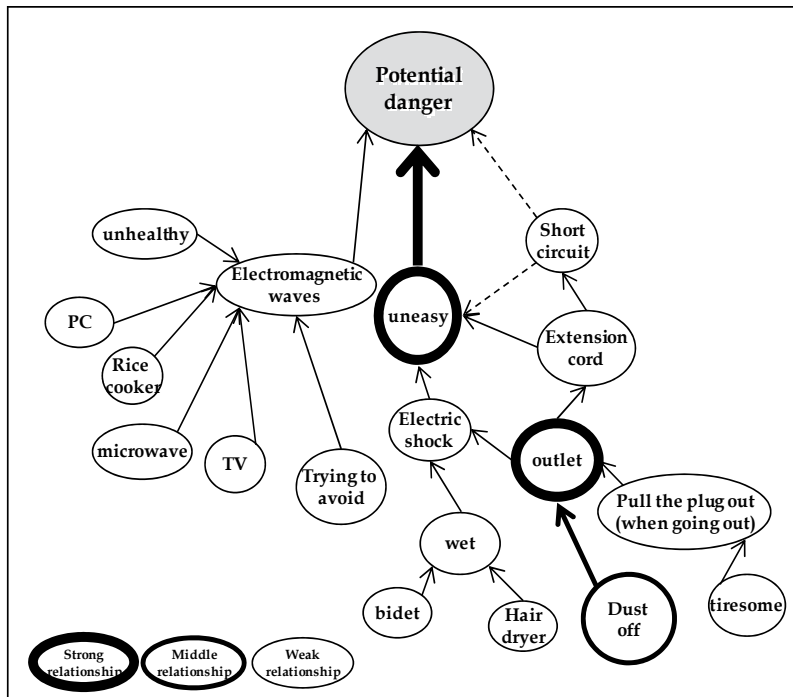 Potential
danger
unhealthy
Short
circuit
Electromagnetic
waves
PC
uneasy
Extension
cord
Rice
cooker
microwave
TV
Trying to
avoid
Electric
shock
outlet
Pull the plug out
(when going out)
wet
bidet
Hair
dryer
Dust
off
tiresome
Strong
relationship
Middle
relationship
Weak
relationship